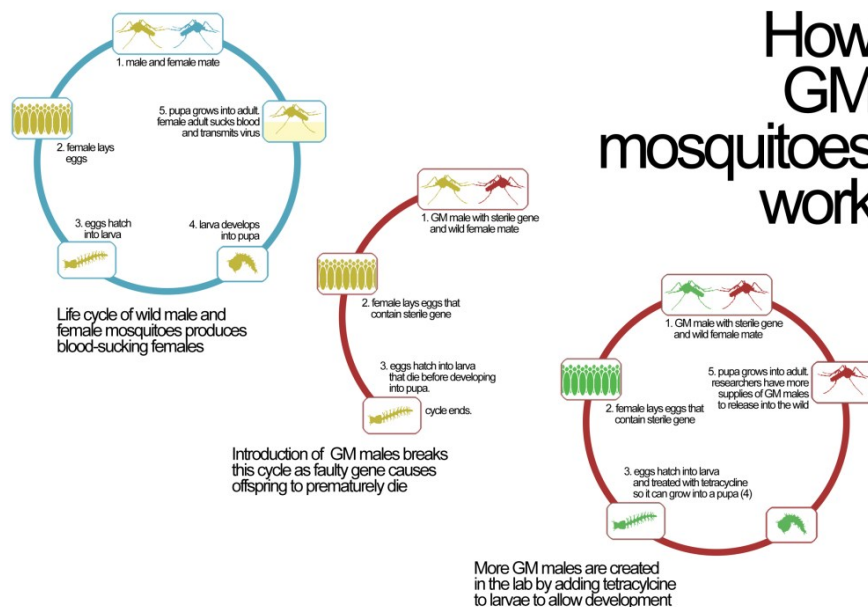 How
GM
mosquitoes
work
1. male and female mate
2. female lays
eggs
3. eggs hatch
into larva
4. larva develops
into pupa
5. pupa grows into adult.
female adult sucks blood
and transmits virus
Life cycle of wild male and
female mosquitoes produces
blood-sucking females
1. GM male with sterile gene
and wild female mate
2. female lays eggs that
contain sterile gene
3. eggs hatch into larva
that die before developing
into pupa.
cycle ends.
Introduction of GM males breaks
this cycle as faulty gene causes
offspring to prematurely die
1. GM male with sterile gene
and wild female mate
2. female lays eggs that
contain sterile gene
3. eggs hatch into larva
and treated with tetracycline
so it can grow into a pupa (4)
5. pupa grows into adult.
researchers have more
supplies of GM males
to release into the wild
More GM males are created
in the lab by adding tetracylcine
to larvae to allow development